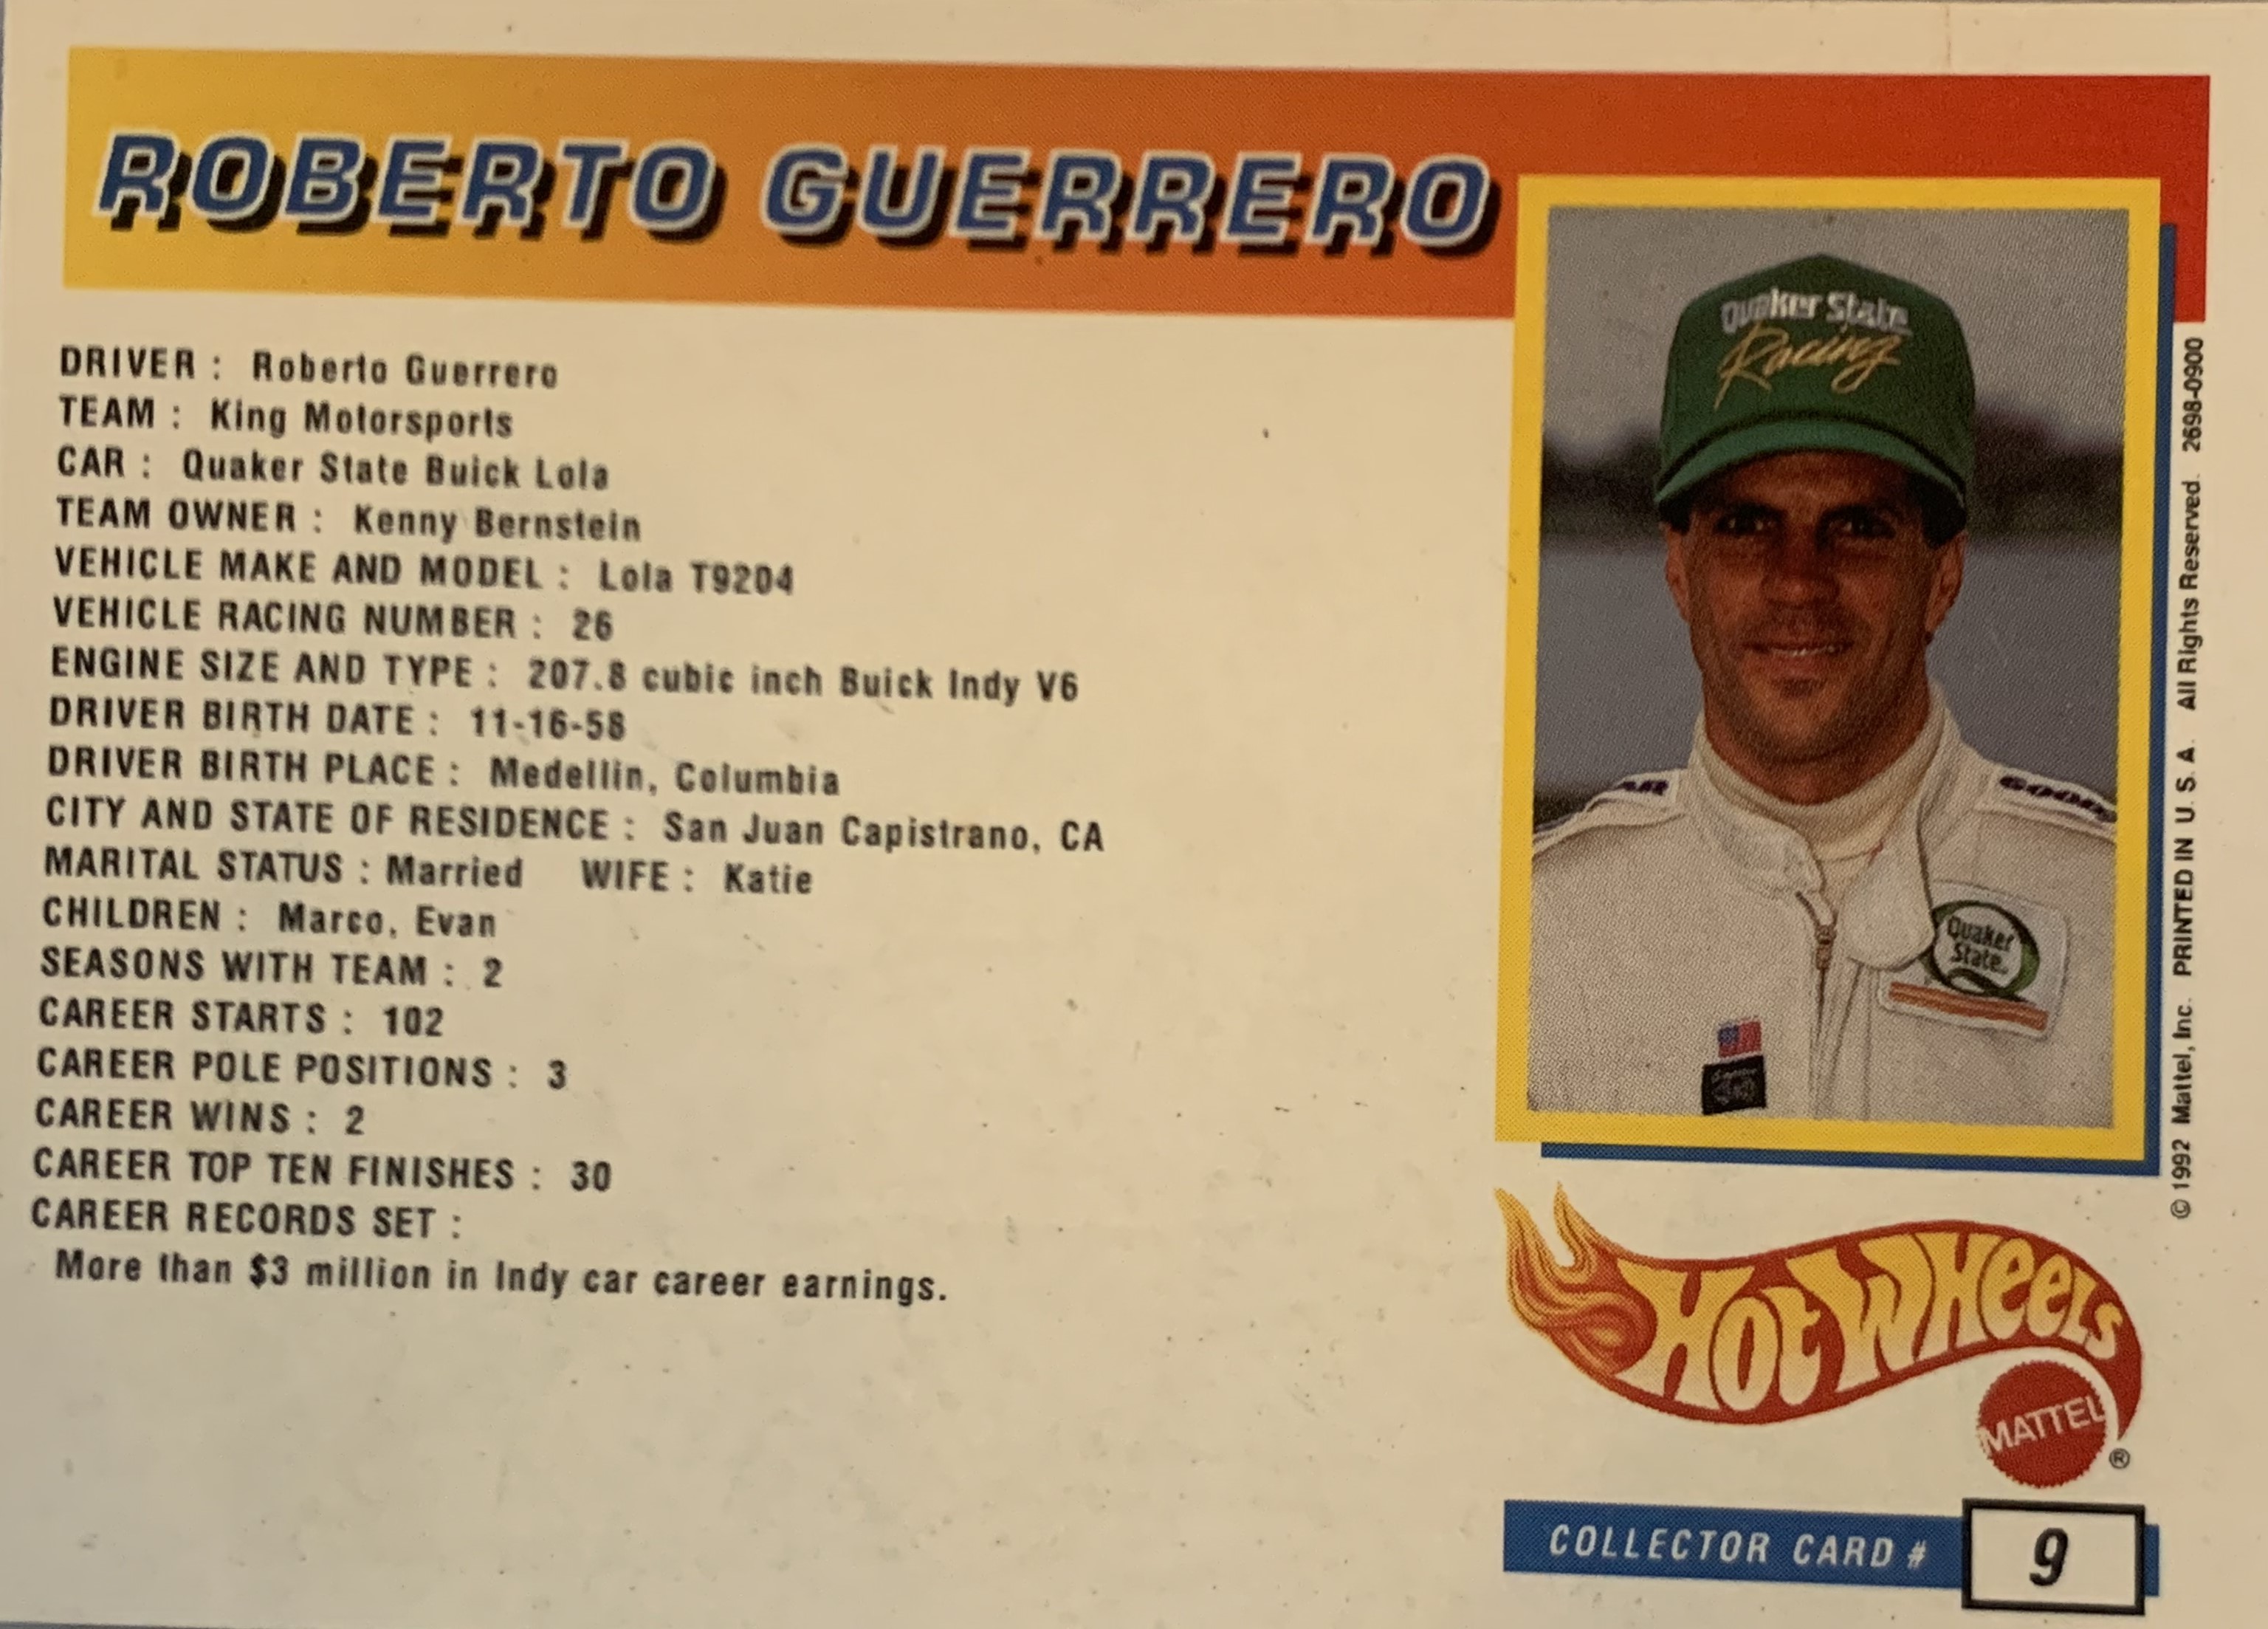 ROBERTO GUERRERO
DRIVER : Roberto Guerrero
TEAM : King Motorsports
CAR : Quaker State Buick Lola
TEAM OWNER : Kenny Bernstein
VEHICLE MAKE AND MODEL : Lola T9204
VEHICLE RACING NUMBER : 26
ENGINE SIZE AND TYPE : 207.8 cubic inch Buick Indy V6
DRIVER BIRTH DATE : 11-16-58
DRIVER BIRTH PLACE : Medellin, Columbia
CITY AND STATE OF RESIDENCE : San Juan Capistrano, CA
MARITAL STATUS : Married WIFE : Katie
CHILDREN : Marco, Evan
SEASONS WITH TEAM : 2
CAREER STARTS : 102
CAREER POLE POSITIONS : 3
CAREER WINS : 2
CAREER TOP TEN FINISHES : 30
CAREER RECORDS SET :
More than $3 million in Indy car career earnings.
Quaker State
Racing
Quaker
State
© 1992 Mattel, Inc. PRINTED IN U. S. A. All Rights Reserved. 2698-0900
HOT WHEELS
MATTEL
®
COLLECTOR CARD # 9